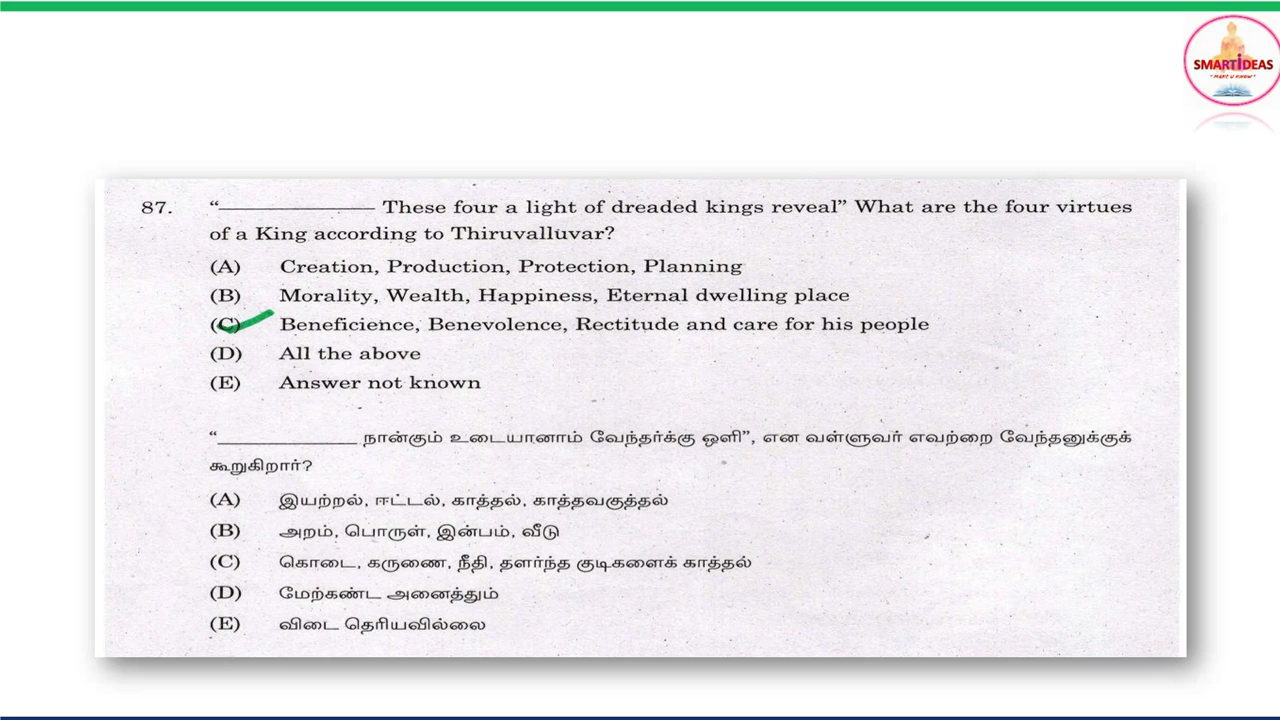 SMARTiDEAS
"MAKE U KNOW"
87. “—————— These four a light of dreaded kings reveal” What are the four virtues
of a King according to Thiruvalluvar?
(A) Creation, Production, Protection, Planning
(B) Morality, Wealth, Happiness, Eternal dwelling place
(C) Beneficience, Benevolence, Rectitude and care for his people
(D) All the above
(E) Answer not known
“______________ நான்கும் உடையானாம் வேந்தர்க்கு ஒளி”, என வள்ளுவர் எவற்றை வேந்தனுக்குக்
கூறுகிறார்?
(A) இயற்றல், ஈட்டல், காத்தல், காத்தவகுத்தல்
(B) அறம், பொருள், இன்பம், வீடு
(C) கொடை, கருணை, நீதி, தளர்ந்த குடிகளைக் காத்தல்
(D) மேற்கண்ட அனைத்தும்
(E) விடை தெரியவில்லை